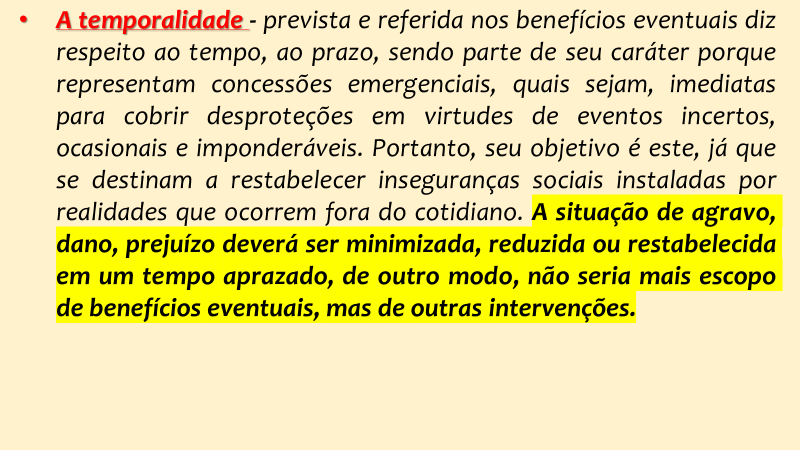 • A temporalidade - prevista e referida nos benefícios eventuais diz
respeito ao tempo, ao prazo, sendo parte de seu caráter porque
representam concessões emergenciais, quais sejam, imediatas
para cobrir desproteções em virtudes de eventos incertos,
ocasionais e imponderáveis. Portanto, seu objetivo é este, já que
se destinam a restabelecer inseguranças sociais instaladas por
realidades que ocorrem fora do cotidiano. A situação de agravo,
dano, prejuízo deverá ser minimizada, reduzida ou restabelecida
em um tempo aprazado, de outro modo, não seria mais escopo
de benefícios eventuais, mas de outras intervenções.